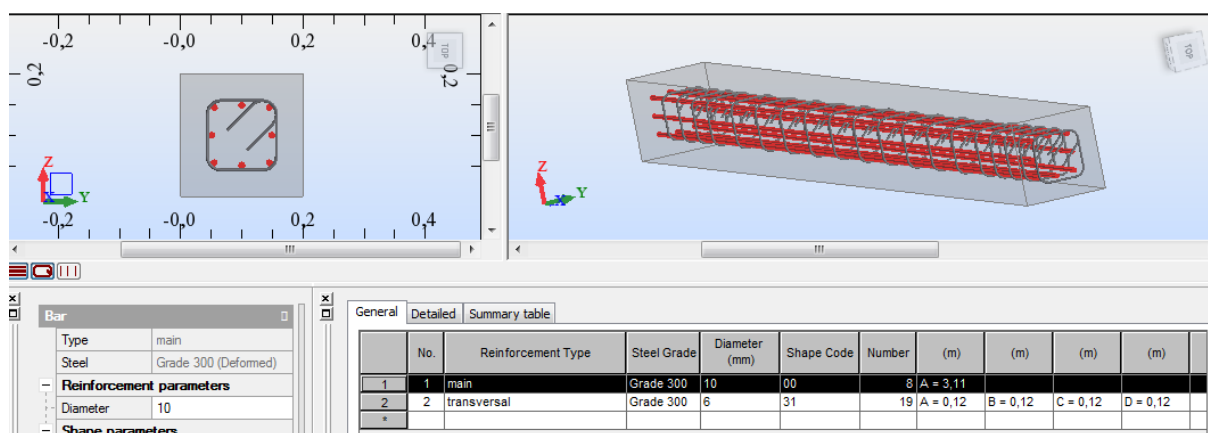 -0,2 -0,0 0,2 0,4
TOP
0,2 0,2
Z
X Y
-0,2 -0,0 0,2 0,4
TOP
Z
X Y
Bar
Type main
Steel Grade 300 (Deformed)
Reinforcement parameters
Diameter 10
Shape parameters
General Detailed Summary table
No. Reinforcement Type Steel Grade Diameter (mm) Shape Code Number (m) (m) (m) (m)
1 1 main Grade 300 10 00 8 A = 3,11
2 2 transversal Grade 300 6 31 19 A = 0,12 B = 0,12 C = 0,12 D = 0,12
*